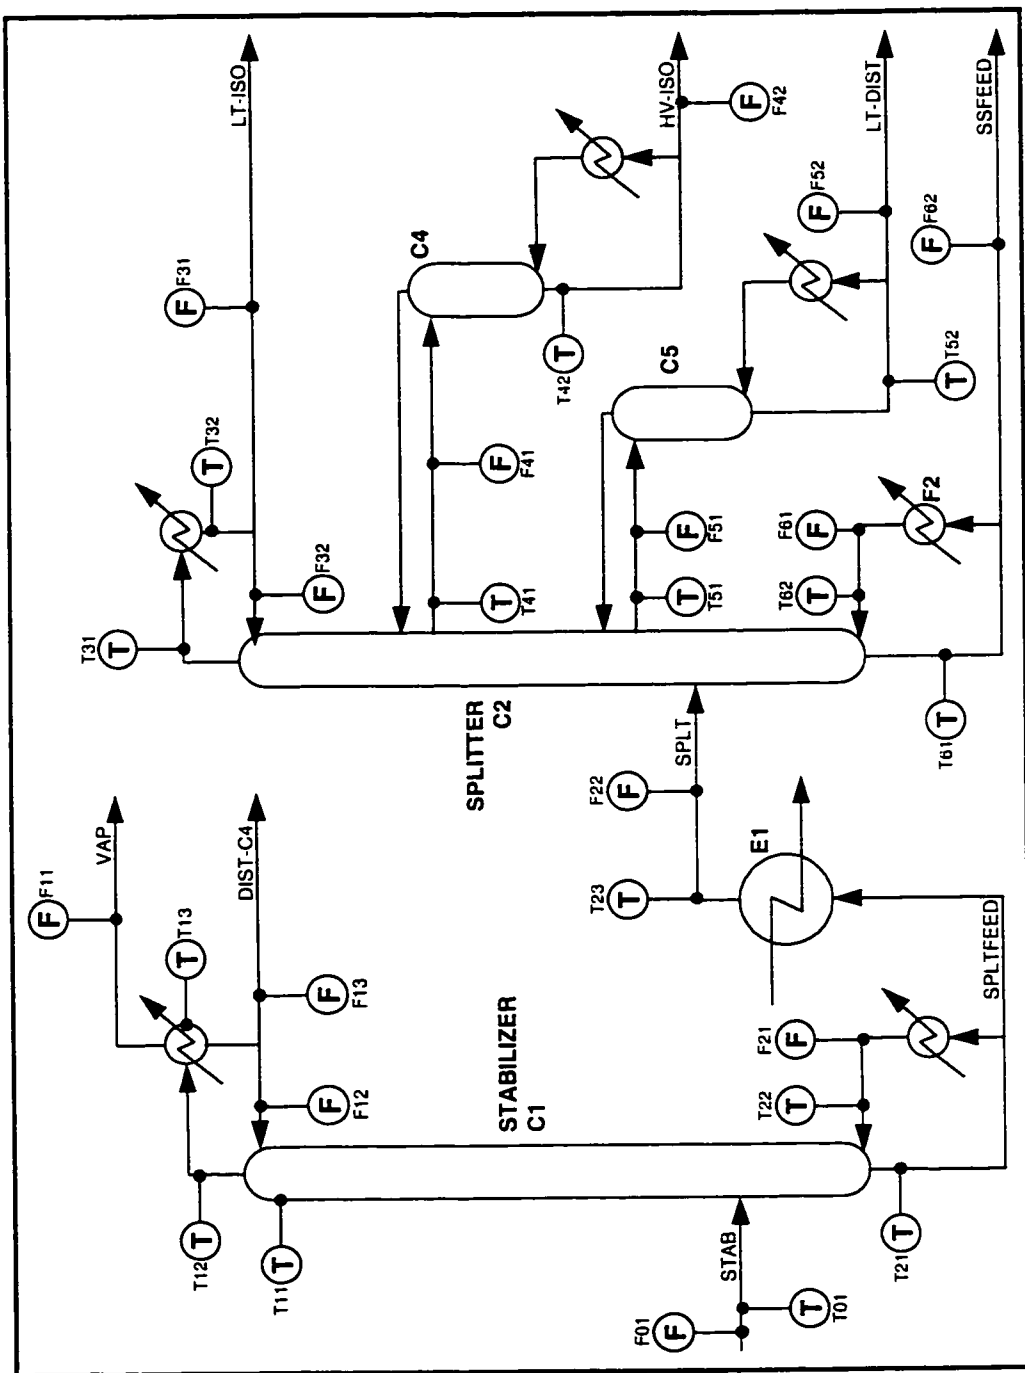 F
F11
VAP
T
T31
T
T12
T
T13
T
T32
F
F31
DIST-C4
LT-ISO
T
T11
F
F12
F
F13
F
F32
STABILIZER
C1
SPLITTER
C2
C4
T
T41
F
F41
T
T42
F
F01
STAB
T
T23
F
F22
SPLT
C5
HV-ISO
T
T51
F
F51
F
F42
E1
T
T01
T
T22
F
F21
T
T62
F
F61
F
F52
LT-DIST
T
T21
F2
T
T61
T
T52
F
F62
SPLTFEED
SSFEED